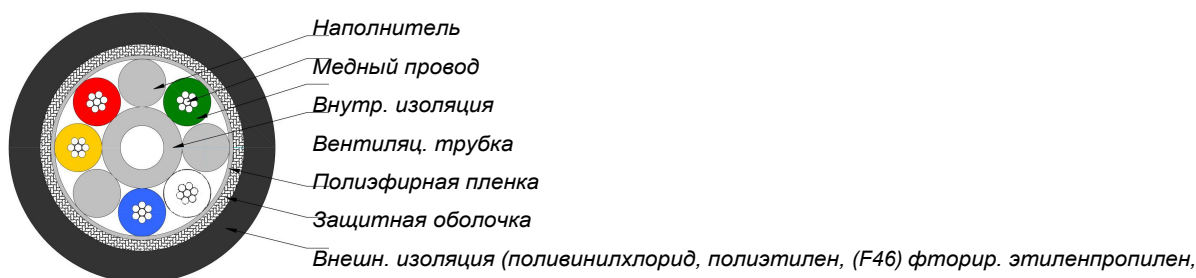 Наполнитель
Медный провод
Внутр. изоляция
Вентиляц. трубка
Полиэфирная пленка
Защитная оболочка
Внешн. изоляция (поливинилхлорид, полиэтилен, (F46) фторир. этиленпропилен,